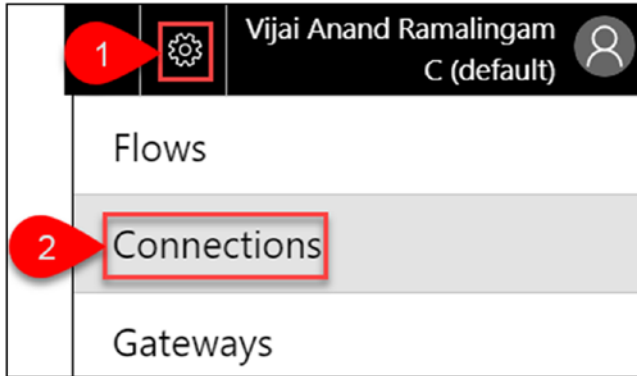 1
Vijai Anand Ramalingam
C (default)
Flows
2
Connections
Gateways